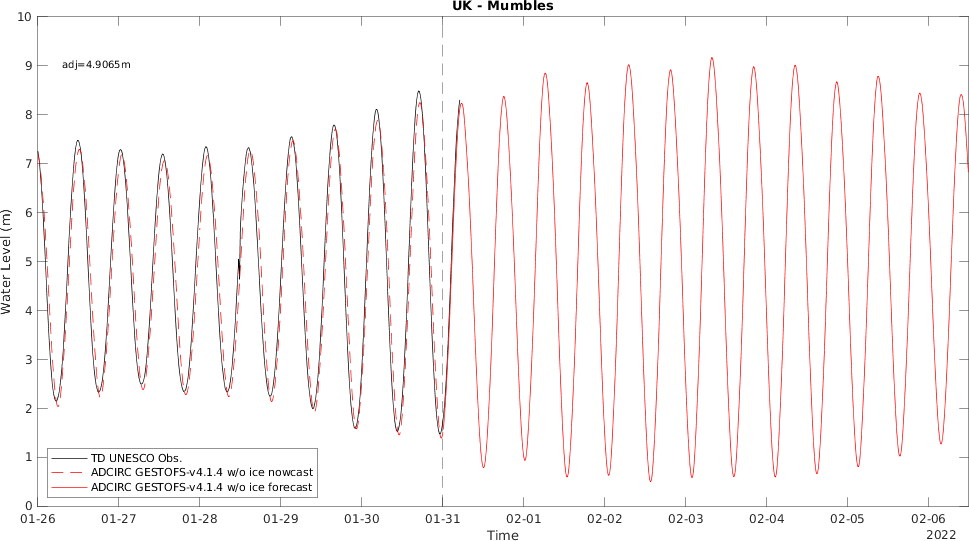 UK - Mumbles
10
9
8
7
6
5
4
3
2
1
0
Water Level (m)
adj=4.9065m
TD UNESCO Obs.
ADCIRC GESTOFS-v4.1.4 w/o ice nowcast
ADCIRC GESTOFS-v4.1.4 w/o ice forecast
01-26 01-27 01-28 01-29 01-30 01-31 02-01 02-02 02-03 02-04 02-05 02-06
Time
2022